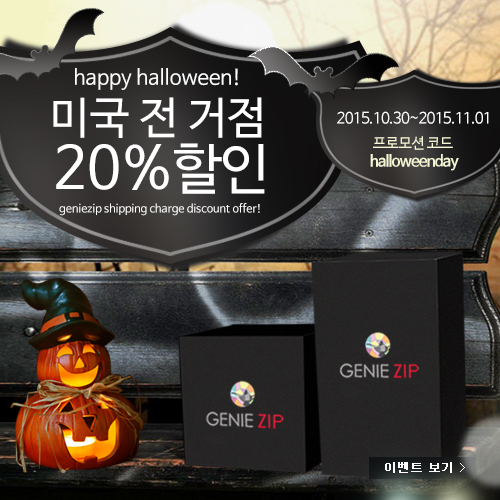 happy halloween!
미국 전 거점
20%할인
geniezip shipping charge discount offer!
2015.10.30~2015.11.01
프로모션 코드
halloweenday
GENIE ZIP
GENIE ZIP
이벤트 보기 >